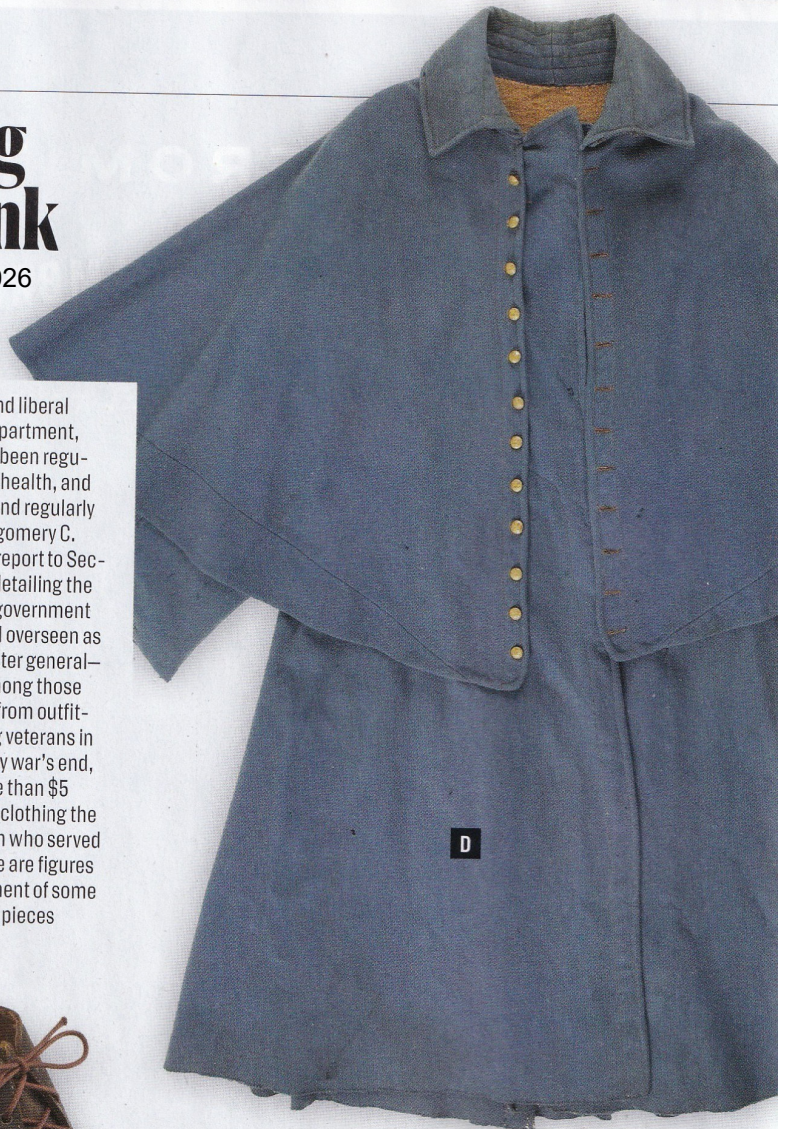 g
nk
026
nd liberal
partment,
been regu-
health, and
nd regularly
gomery C.
report to Sec-
detailing the
government
l overseen as
ter general—
nong those
from outfit-
g veterans in
y war's end,
e than $5
clothing the
n who served
e are figures
nent of some
pieces
D